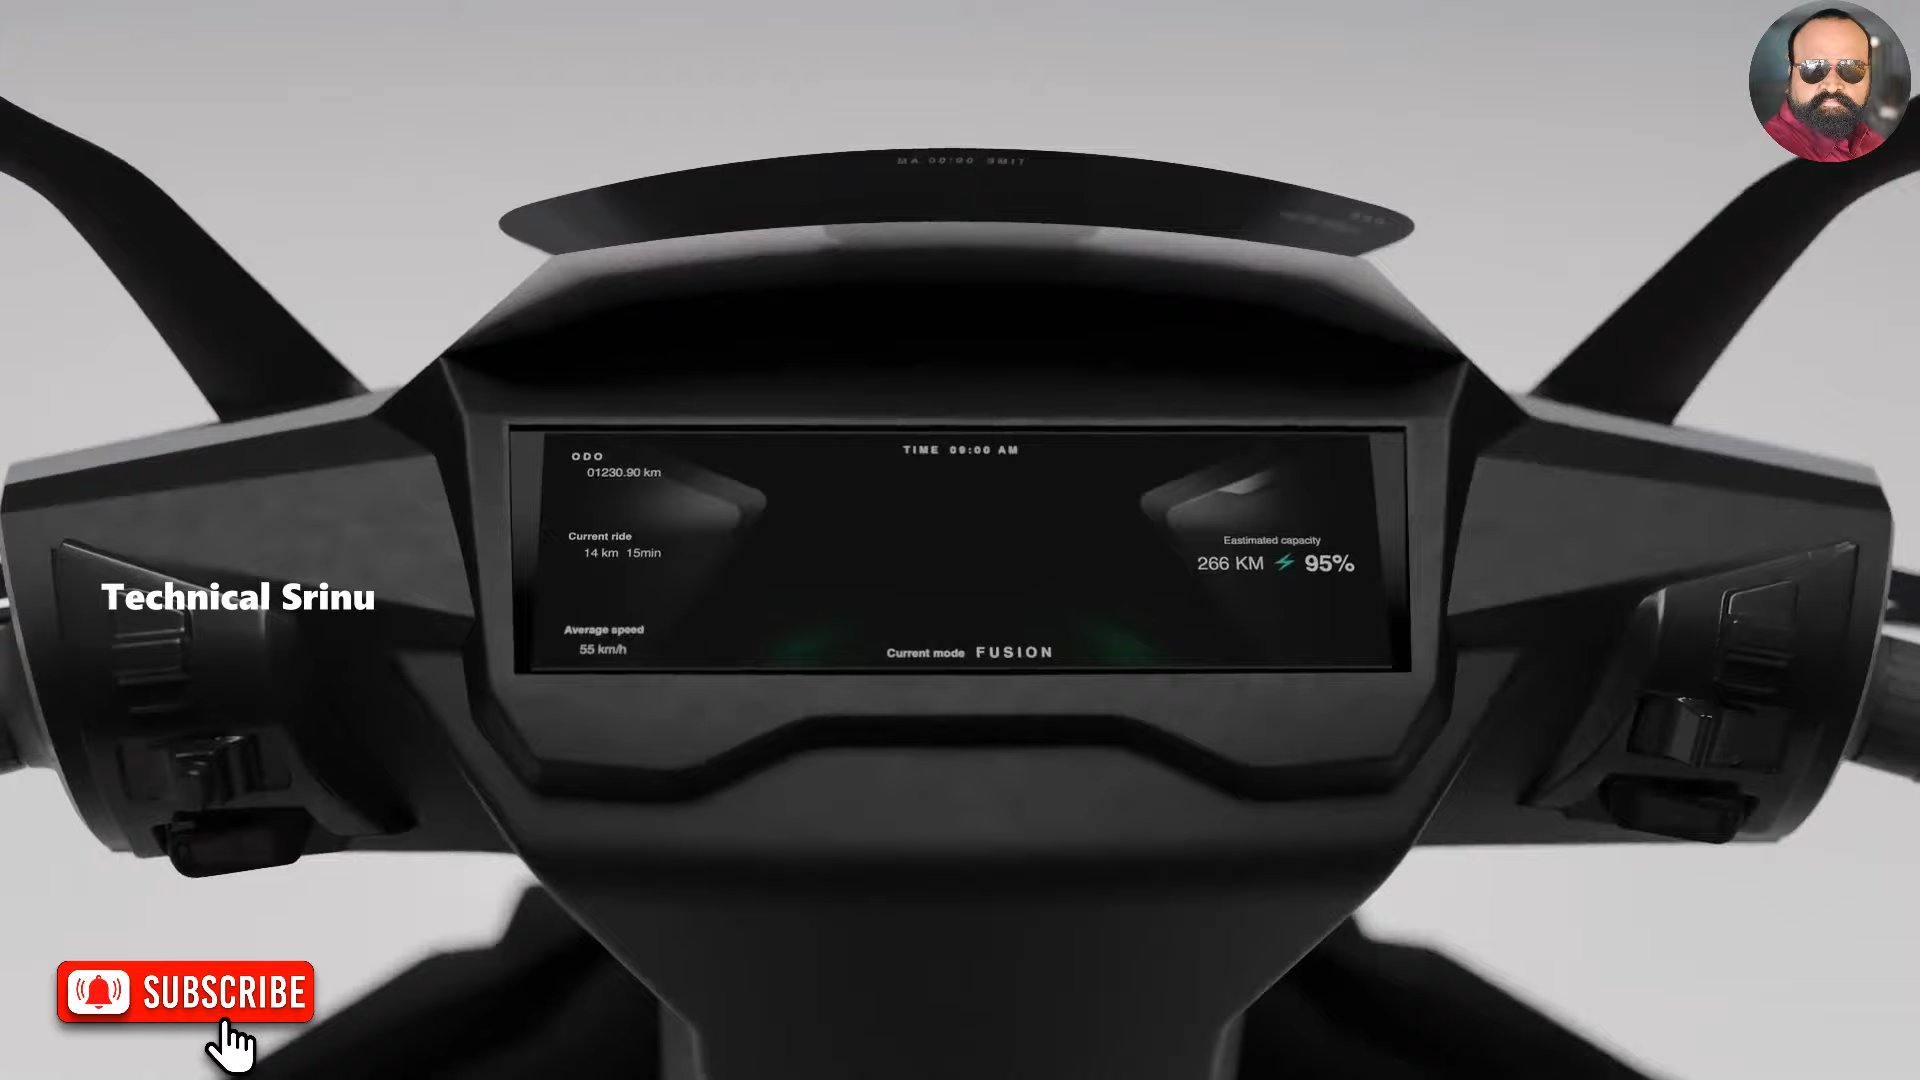 TIME 09:00 AM
ODO
01230.90 km
Current ride
14 km 15min
Eastimated capacity
266 KM 95%
Technical Srinu
Average speed
55 km/h
Current mode FUSION
SUBSCRIBE